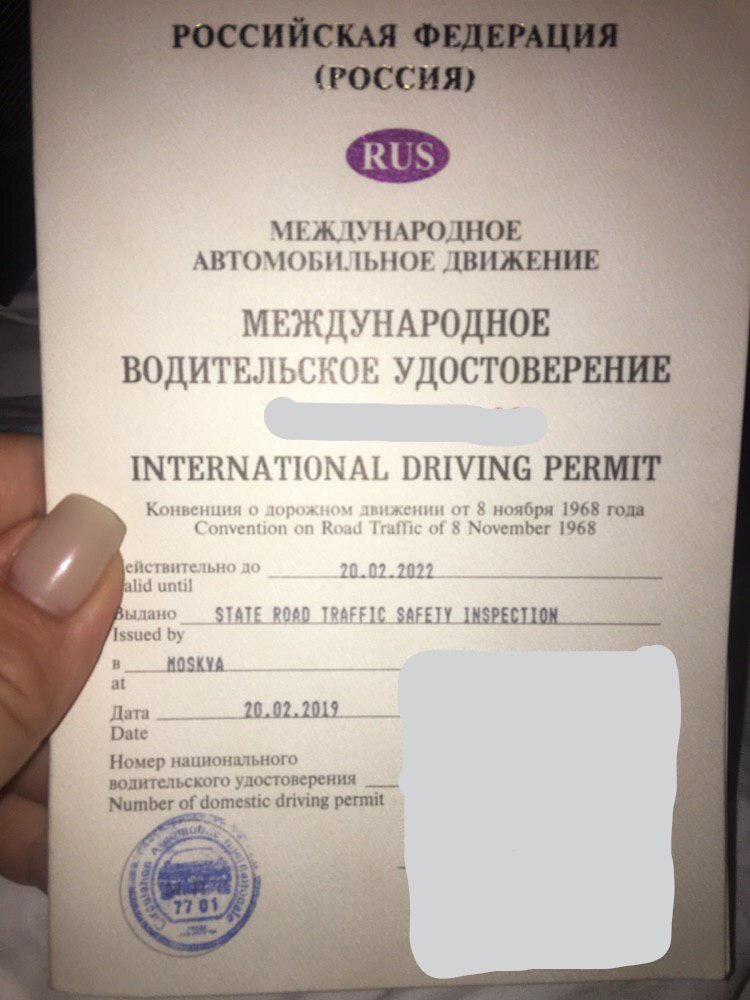 РОССИЙСКАЯ ФЕДЕРАЦИЯ
(РОССИЯ)
RUS
МЕЖДУНАРОДНОЕ
АВТОМОБИЛЬНОЕ ДВИЖЕНИЕ
МЕЖДУНАРОДНОЕ
ВОДИТЕЛЬСКОЕ УДОСТОВЕРЕНИЕ
INTERNATIONAL DRIVING PERMIT
Конвенция о дорожном движении от 8 ноября 1968 года
Convention on Road Traffic of 8 November 1968
ействительно до 20.02.2022
alid until
Выдано STATE ROAD TRAFFIC SAFETY INSPECTION
Issued by
в MOSKVA
at
Дата 20.02.2019
Date
Номер национального
водительского удостоверения
Number of domestic driving permit
Circulation Automobile Internationale
77 01